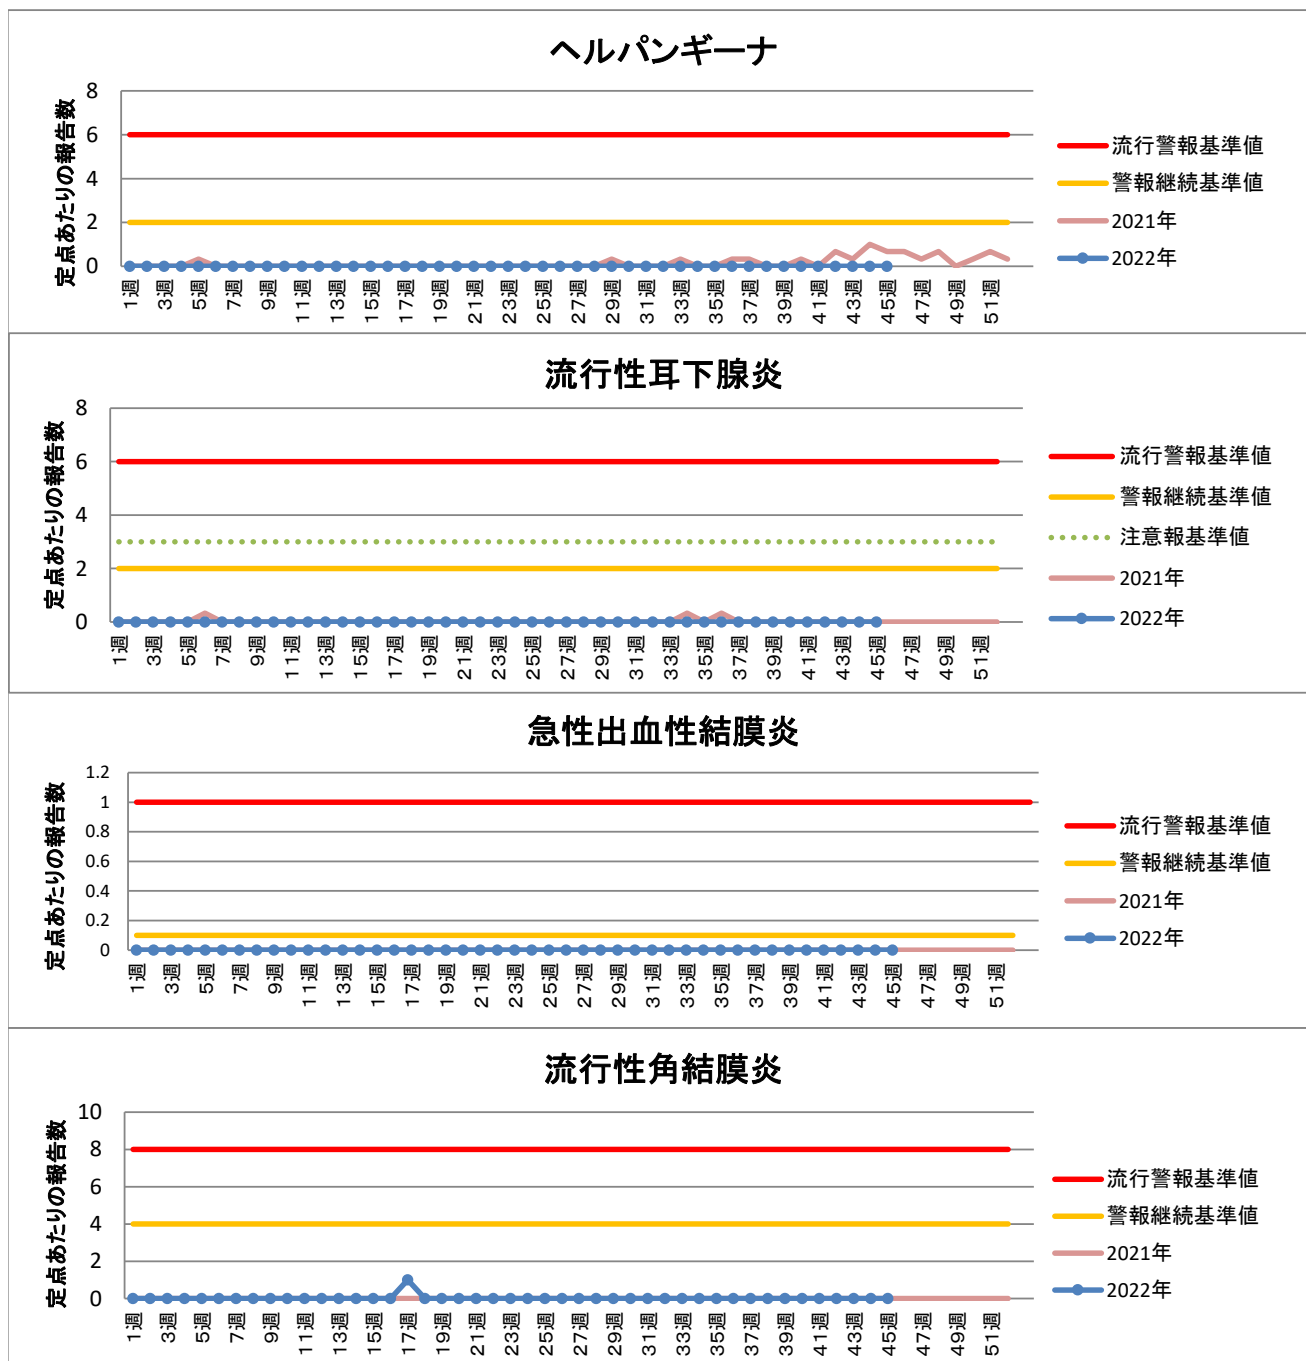 ヘルパンギーナ
定点あたりの報告数
8
6
4
2
0
1週 3週 5週 7週 9週 11週 13週 15週 17週 19週 21週 23週 25週 27週 29週 31週 33週 35週 37週 39週 41週 43週 45週 47週 49週 51週
流行警報基準値
警報継続基準値
2021年
2022年
流行性耳下腺炎
定点あたりの報告数
8
6
4
2
0
1週 3週 5週 7週 9週 11週 13週 15週 17週 19週 21週 23週 25週 27週 29週 31週 33週 35週 37週 39週 41週 43週 45週 47週 49週 51週
流行警報基準値
警報継続基準値
注意報基準値
2021年
2022年
急性出血性結膜炎
定点あたりの報告数
1.2
1
0.8
0.6
0.4
0.2
0
1週 3週 5週 7週 9週 11週 13週 15週 17週 19週 21週 23週 25週 27週 29週 31週 33週 35週 37週 39週 41週 43週 45週 47週 49週 51週
流行警報基準値
警報継続基準値
2021年
2022年
流行性角結膜炎
定点あたりの報告数
10
8
6
4
2
0
1週 3週 5週 7週 9週 11週 13週 15週 17週 19週 21週 23週 25週 27週 29週 31週 33週 35週 37週 39週 41週 43週 45週 47週 49週 51週
流行警報基準値
警報継続基準値
2021年
2022年